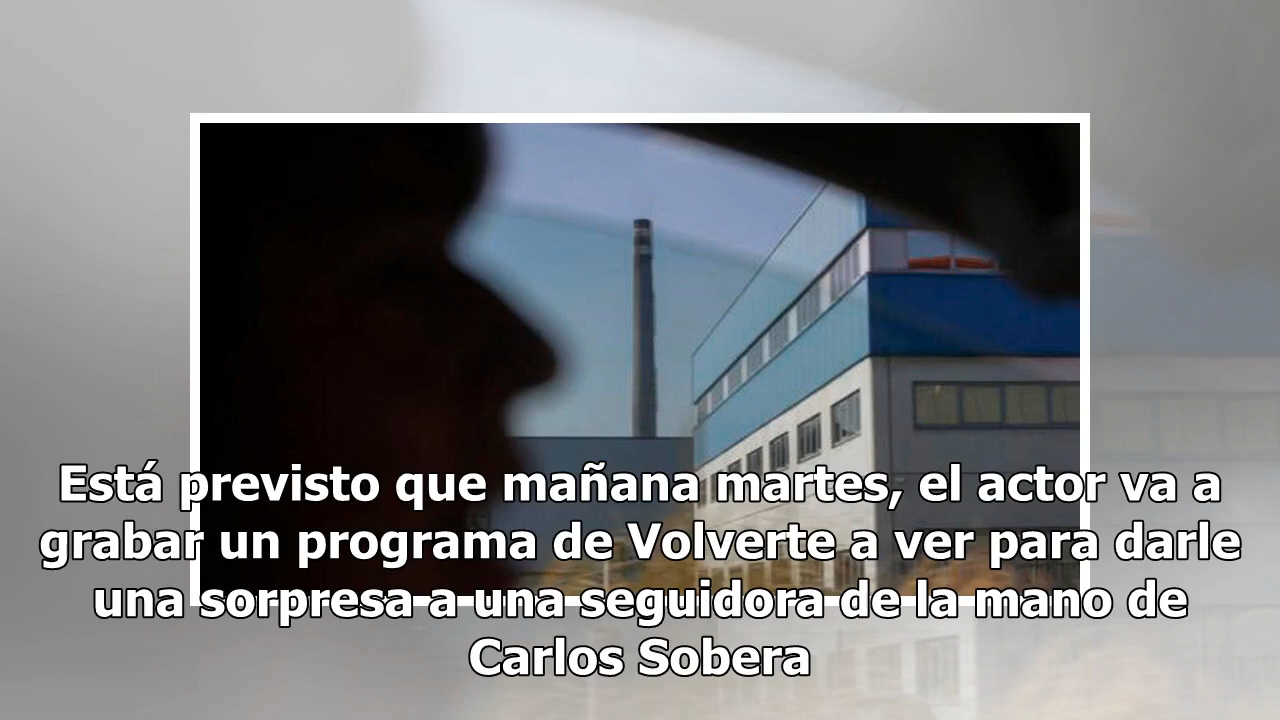 Está previsto que mañana martes, el actor va a
grabar un programa de Volverte a ver para darle
una sorpresa a una seguidora de la mano de
Carlos Sobera